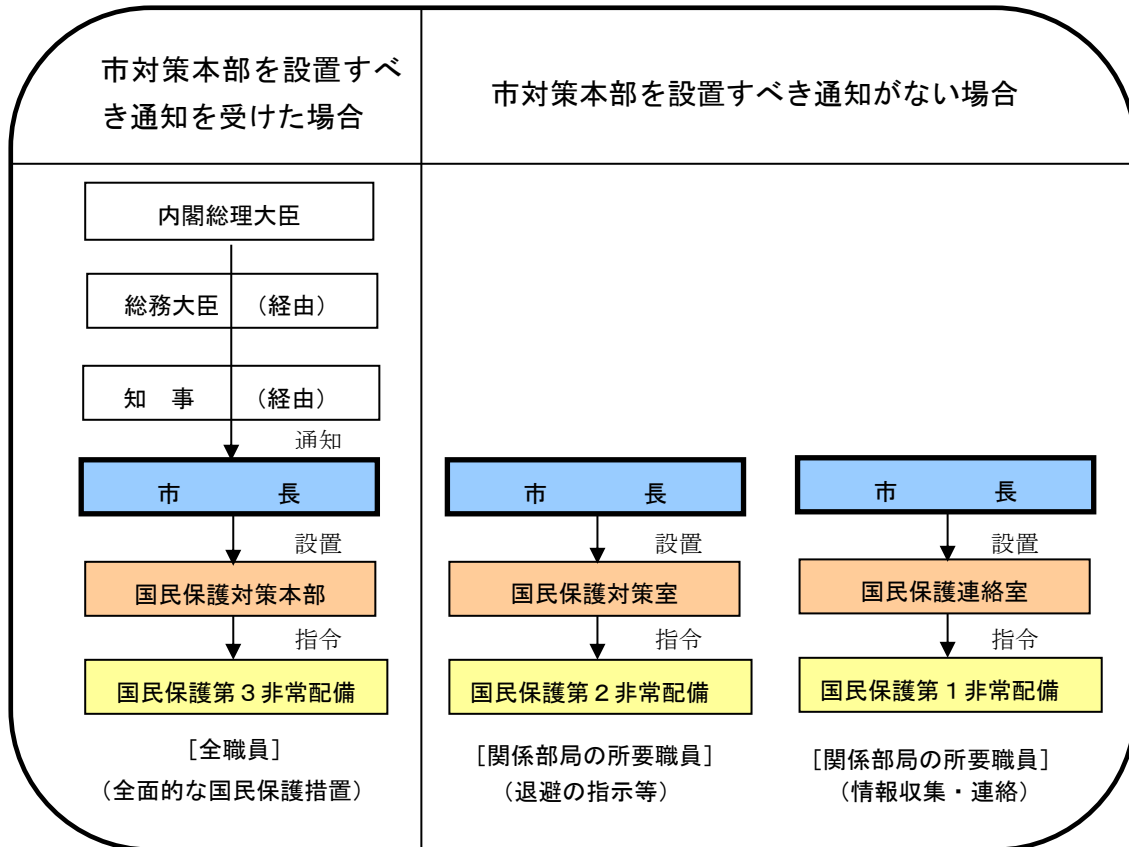 市対策本部を設置すべ
き通知を受けた場合
市対策本部を設置すべき通知がない場合
内閣総理大臣
総務大臣 （経由）
知　事 （経由）
通知
市　　　長
設置
国民保護対策本部
指令
国民保護第３非常配備
［全職員］
（全面的な国民保護措置）
市　　　長
設置
国民保護対策室
指令
国民保護第２非常配備
［関係部局の所要職員］
（退避の指示等）
市　　　長
設置
国民保護連絡室
指令
国民保護第１非常配備
［関係部局の所要職員］
（情報収集・連絡）